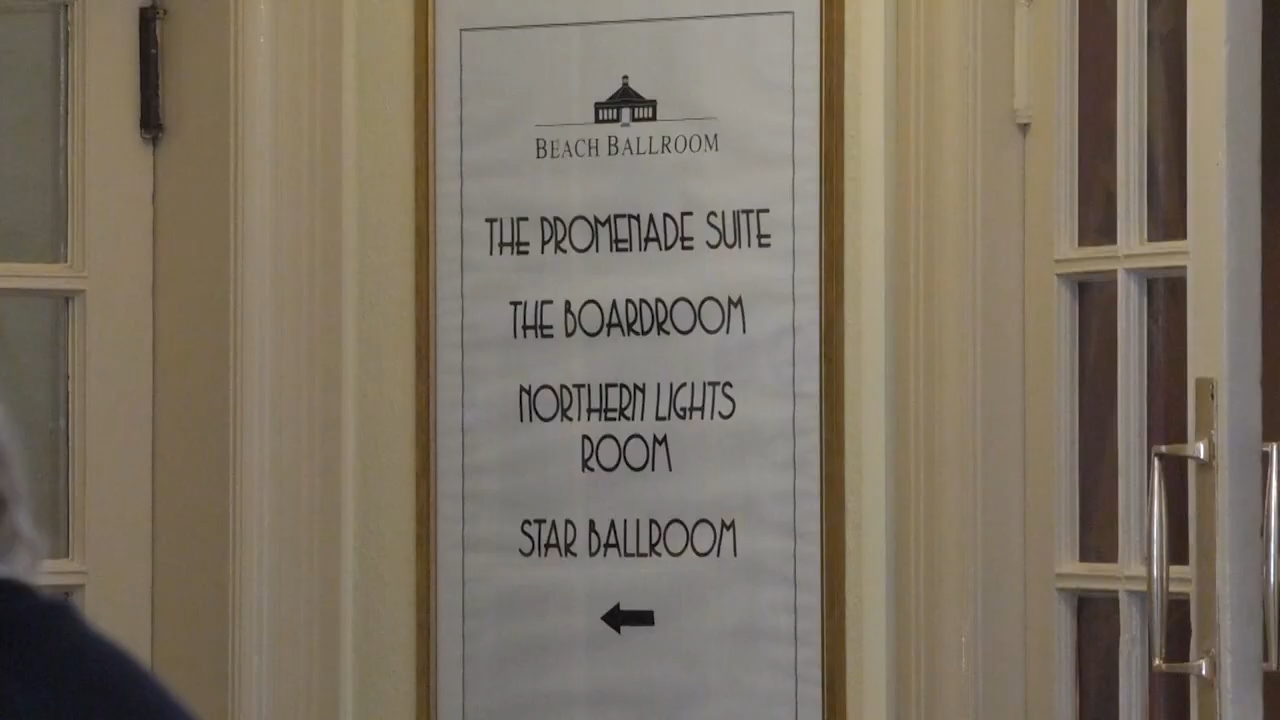 BEACH BALLROOM
THE PROMENADE SUITE
THE BOARDROOM
NORTHERN LIGHTS
ROOM
STAR BALLROOM